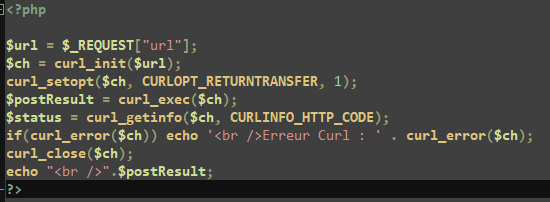 <?php
$url = $_REQUEST["url"];
$ch = curl_init($url);
curl_setopt($ch, CURLOPT_RETURNTRANSFER, 1);
$postResult = curl_exec($ch);
$status = curl_getinfo($ch, CURLINFO_HTTP_CODE);
if(curl_error($ch)) echo '<br />Erreur Curl : ' . curl_error($ch);
curl_close($ch);
echo "<br />".$postResult;
?>